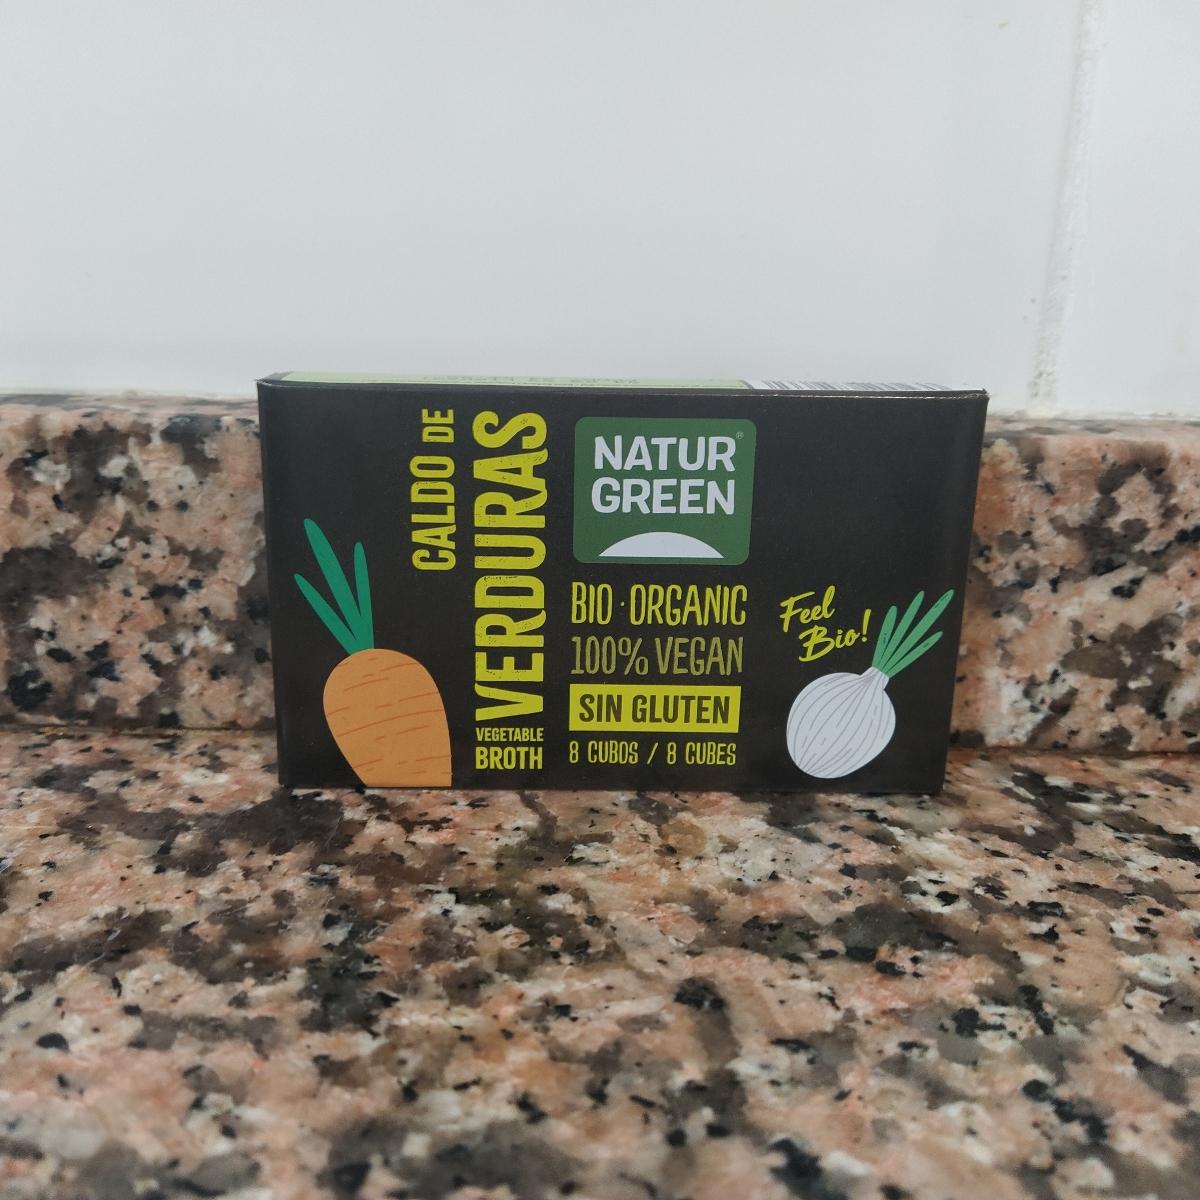 CALDO DE
VERDURAS
VEGETABLE
BROTH
NATUR®
GREEN
BIO·ORGANIC
100% VEGAN
SIN GLUTEN
8 CUBOS / 8 CUBES
Feel
Bio!